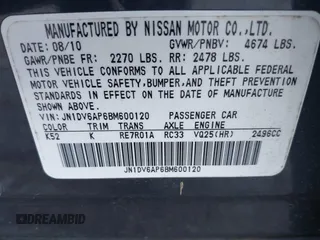 MANUFACTURED BY NISSAN MOTOR CO.,LTD.
DATE: 08/10 GVWR/PNBV: 4674 LBS.
GAWR/PNBE FR: 2270 LBS. RR: 2478 LBS.
THIS VEHICLE CONFORMS TO ALL APPLICABLE FEDERAL
MOTOR VEHICLE SAFETY,BUMPER,AND THEFT PREVENTION
STANDARDS IN EFFECT ON THE DATE OF MANUFACTURE
SHOWN ABOVE.
VIN: JN1DV6AP6BM600120 PASSENGER CAR
COLOR TRIM TRANS AXLE ENGINE
K52 K RE7R01A RC33 VQ25(HR) 2496CC
JN1DV6AP6BM600120